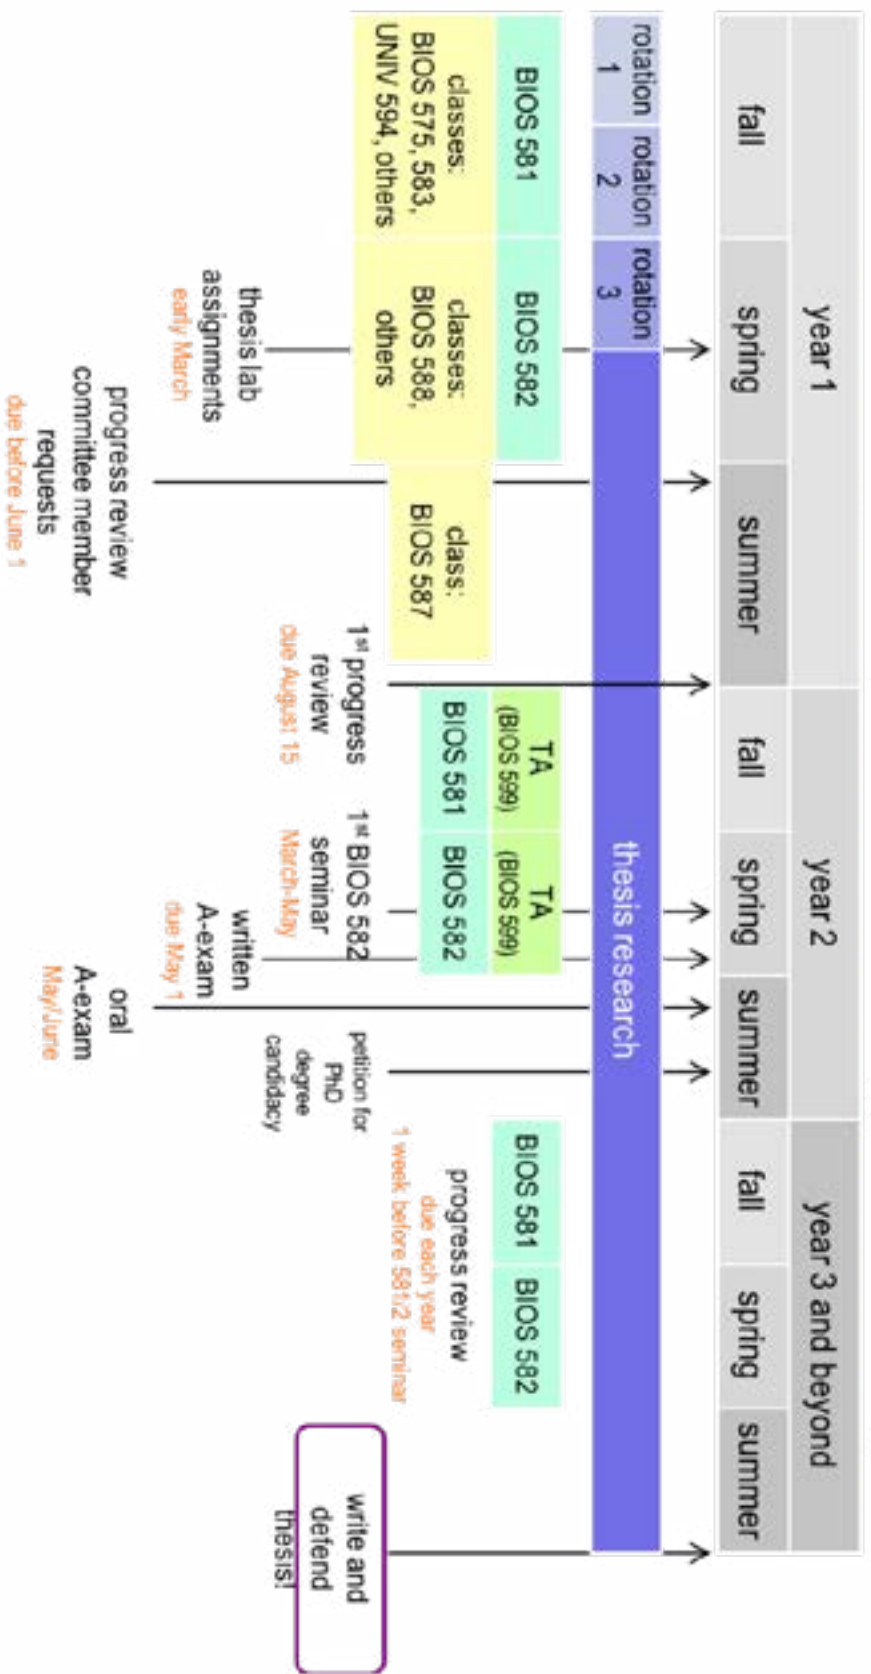 year 1
year 2
year 3 and beyond
fall
spring
summer
fall
spring
summer
fall
spring
summer
rotation
1
rotation
2
rotation
3
thesis research
BIOS 581
BIOS 582
TA
(BIOS 599)
TA
(BIOS 599)
BIOS 581
BIOS 582
BIOS 581
BIOS 582
classes:
BIOS 575, 583,
UNIV 594, others
classes:
BIOS 588,
others
class:
BIOS 587
thesis lab
assignments
early March
progress review
committee member
requests
due before June 1
1st progress
review
due August 15
1st BIOS 582
seminar
March-May
written
A-exam
due May 1
oral
A-exam
May/June
petition for
PhD
degree
candidacy
progress review
due each year
1 week before 581/2 seminar
write and
defend
thesis!